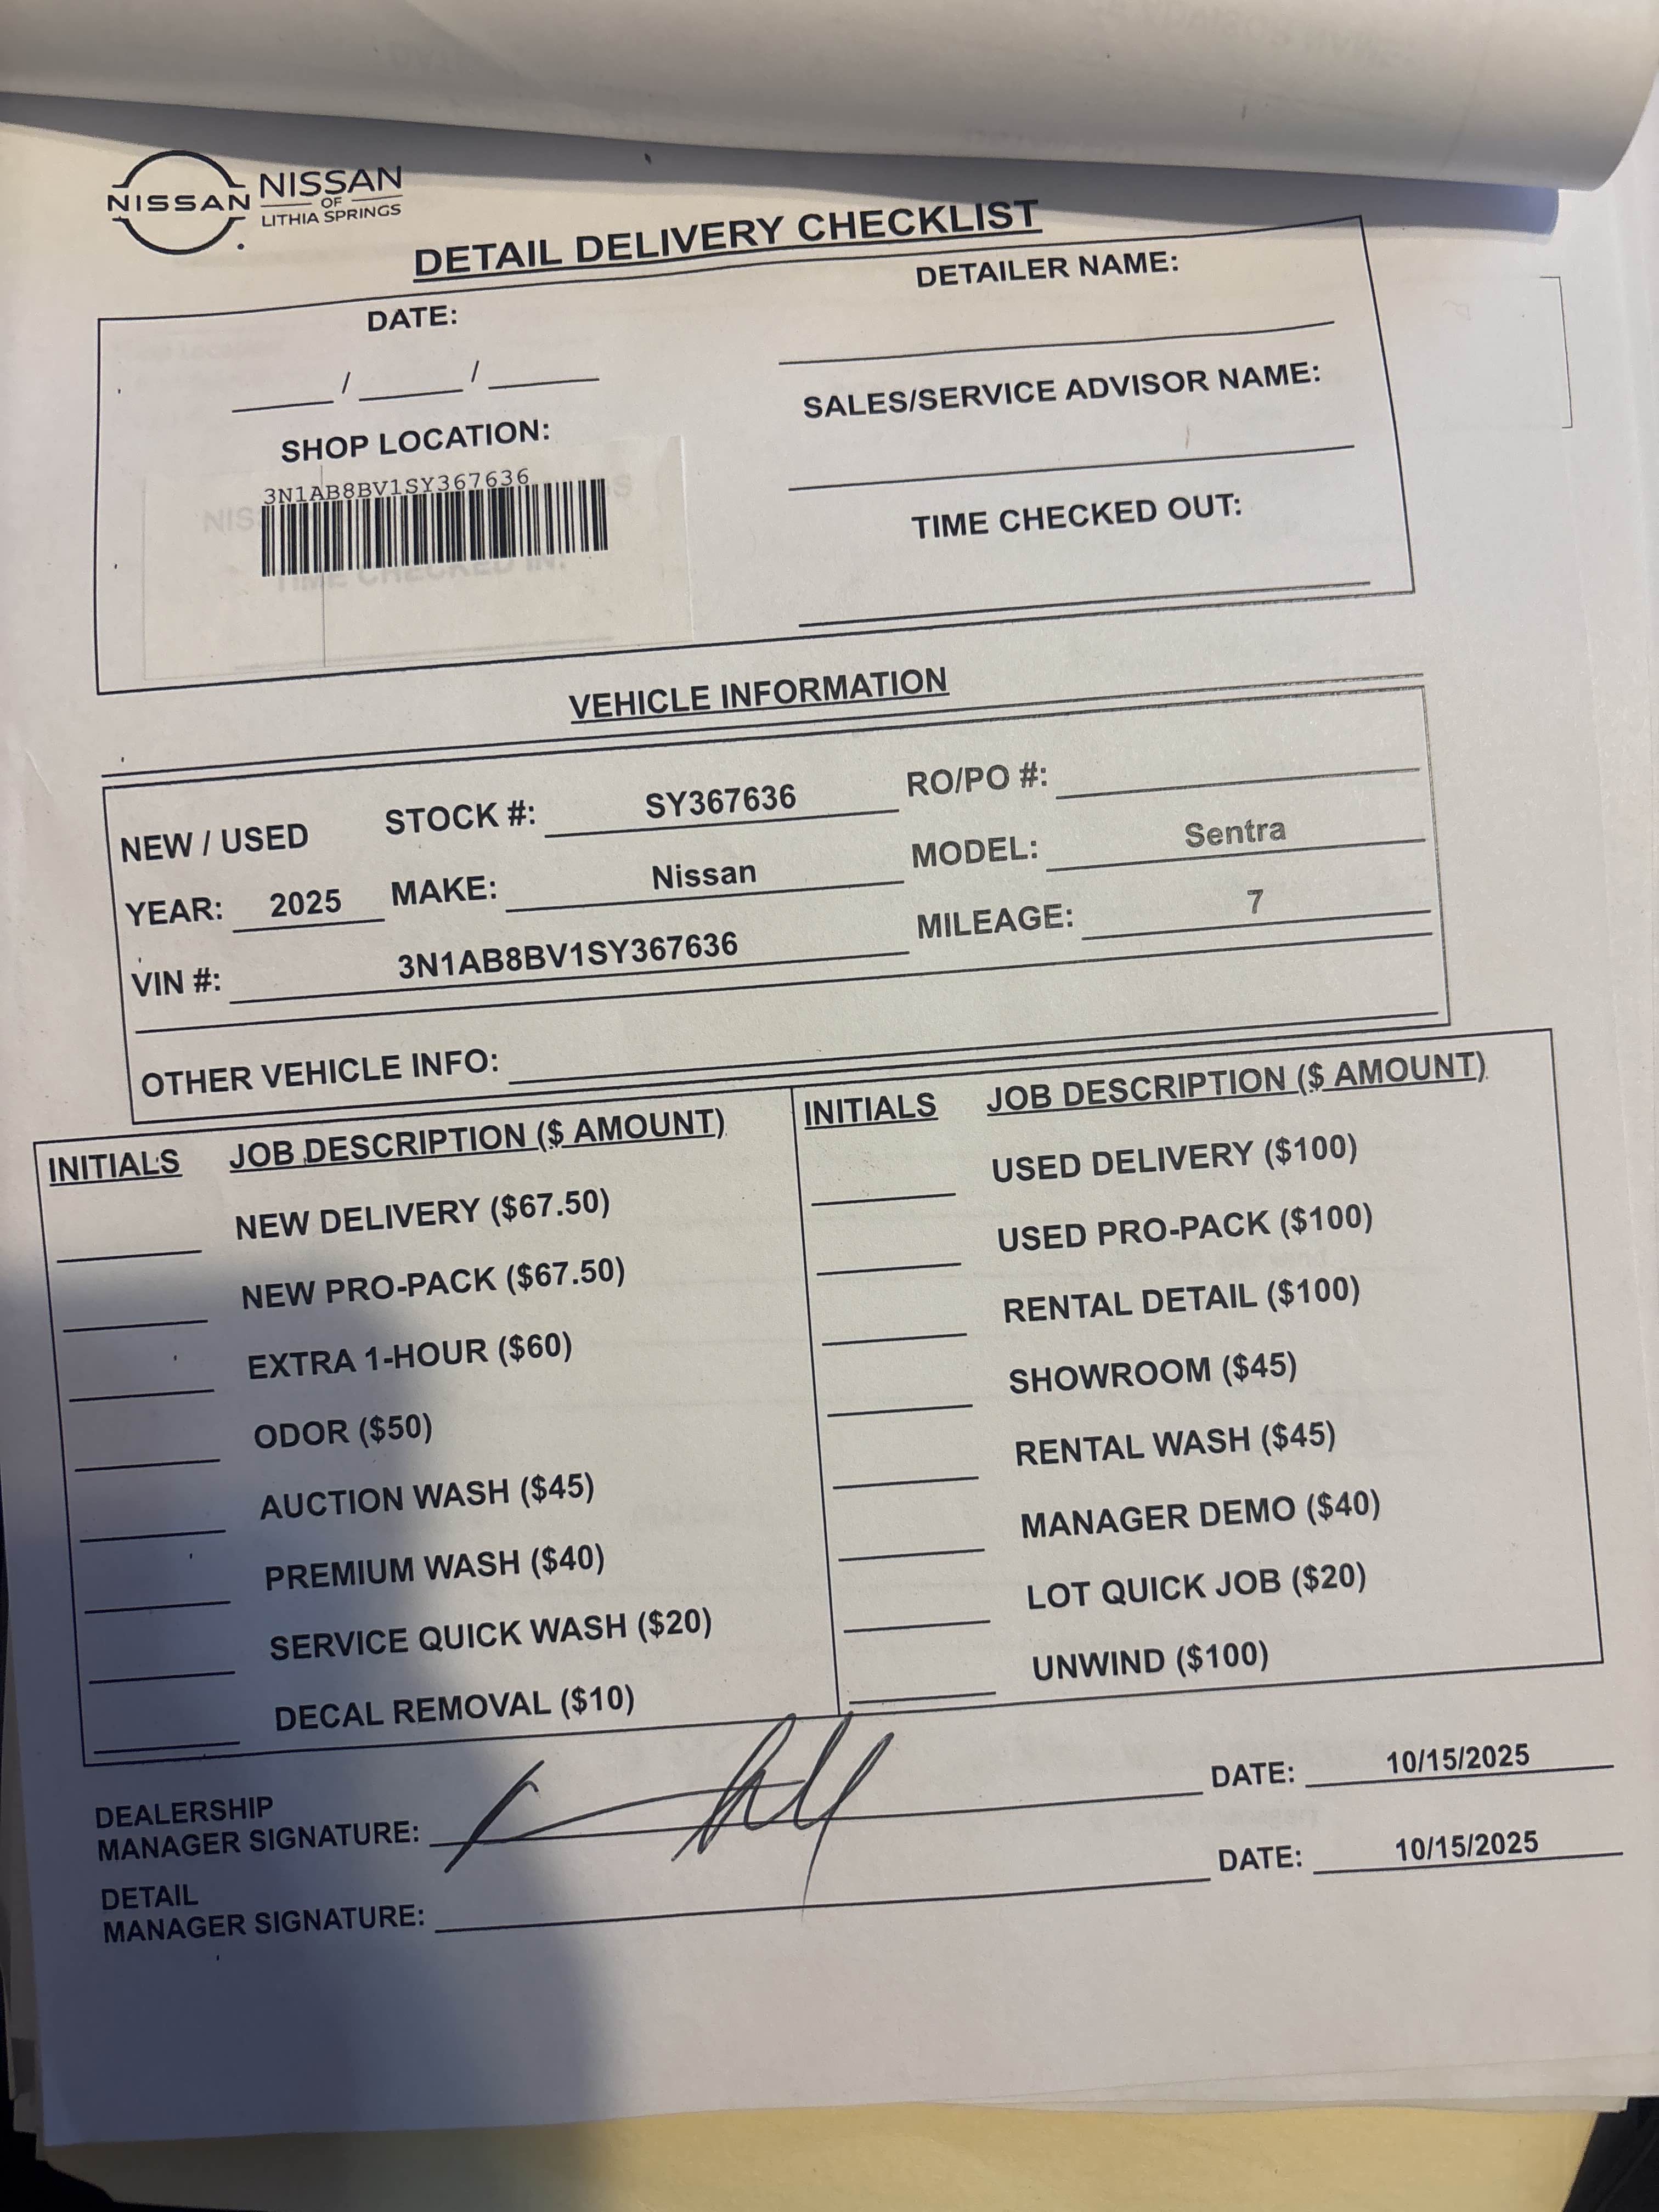 NISSAN
NISSAN
OF
LITHIA SPRINGS
DETAIL DELIVERY CHECKLIST
DATE:
DETAILER NAME:
/ /
SHOP LOCATION:
SALES/SERVICE ADVISOR NAME:
3N1AB8BV1SY367636
TIME CHECKED IN:
TIME CHECKED OUT:
VEHICLE INFORMATION
NEW / USED STOCK #: SY367636 RO/PO #:
YEAR: 2025 MAKE: Nissan MODEL: Sentra
VIN #: 3N1AB8BV1SY367636 MILEAGE: 7
OTHER VEHICLE INFO:
INITIALS JOB DESCRIPTION ($ AMOUNT) INITIALS JOB DESCRIPTION ($ AMOUNT)
NEW DELIVERY ($67.50) USED DELIVERY ($100)
NEW PRO-PACK ($67.50) USED PRO-PACK ($100)
EXTRA 1-HOUR ($60) RENTAL DETAIL ($100)
ODOR ($50) SHOWROOM ($45)
AUCTION WASH ($45) RENTAL WASH ($45)
PREMIUM WASH ($40) MANAGER DEMO ($40)
SERVICE QUICK WASH ($20) LOT QUICK JOB ($20)
DECAL REMOVAL ($10) UNWIND ($100)
DEALERSHIP
MANAGER SIGNATURE: DATE: 10/15/2025
DETAIL
MANAGER SIGNATURE: DATE: 10/15/2025